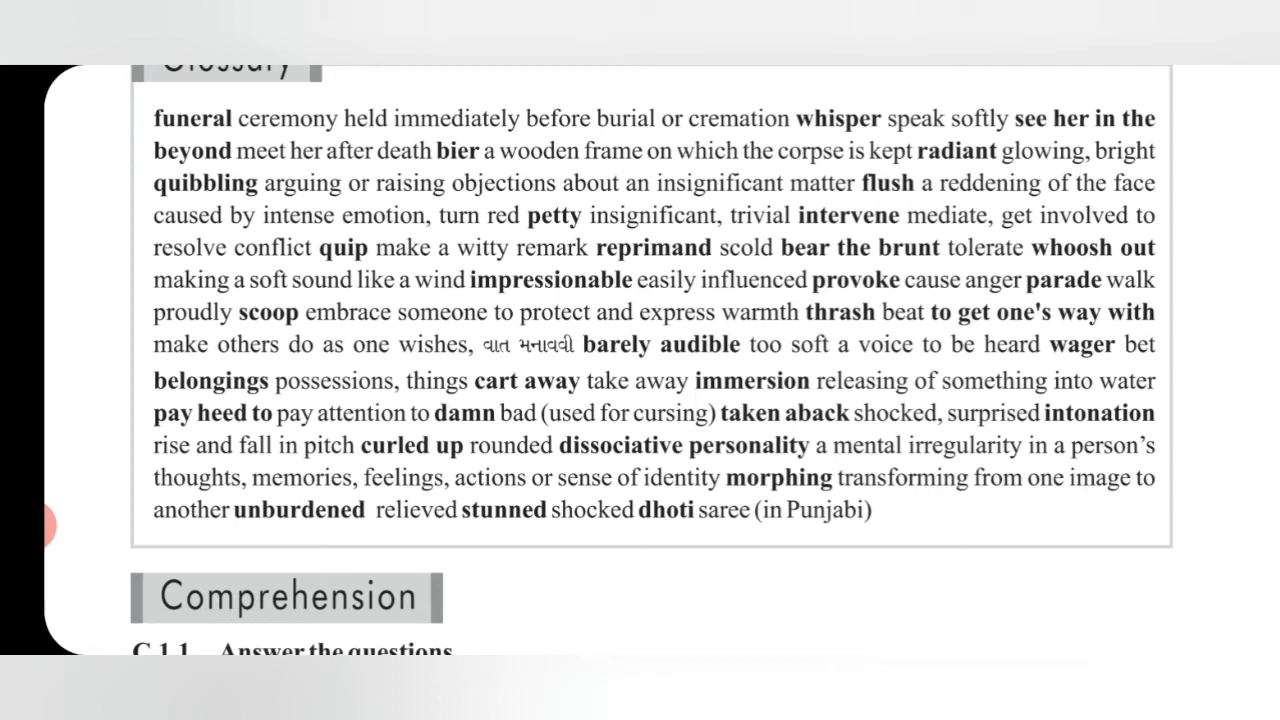 Glossary
funeral ceremony held immediately before burial or cremation whisper speak softly see her in the
beyond meet her after death bier a wooden frame on which the corpse is kept radiant glowing, bright
quibbling arguing or raising objections about an insignificant matter flush a reddening of the face
caused by intense emotion, turn red petty insignificant, trivial intervene mediate, get involved to
resolve conflict quip make a witty remark reprimand scold bear the brunt tolerate whoosh out
making a soft sound like a wind impressionable easily influenced provoke cause anger parade walk
proudly scoop embrace someone to protect and express warmth thrash beat to get one's way with
make others do as one wishes, વાત મનાવવી barely audible too soft a voice to be heard wager bet
belongings possessions, things cart away take away immersion releasing of something into water
pay heed to pay attention to damn bad (used for cursing) taken aback shocked, surprised intonation
rise and fall in pitch curled up rounded dissociative personality a mental irregularity in a person's
thoughts, memories, feelings, actions or sense of identity morphing transforming from one image to
another unburdened relieved stunned shocked dhoti saree (in Punjabi)
Comprehension
C 1.1 Answer the questions